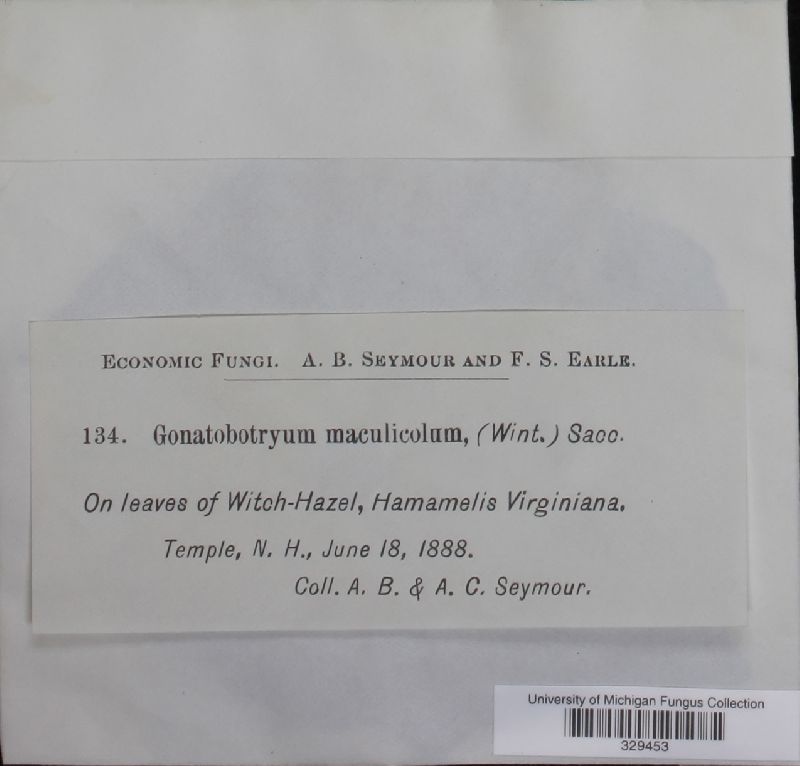 Economic Fungi. A. B. Seymour and F. S. Earle.
134. Gonatobotryum maculicolum, (Wint.) Sacc.
On leaves of Witch-Hazel, Hamamelis Virginiana.
Temple, N. H., June 18, 1888.
Coll. A. B. & A. C. Seymour.
University of Michigan Fungus Collection
329453